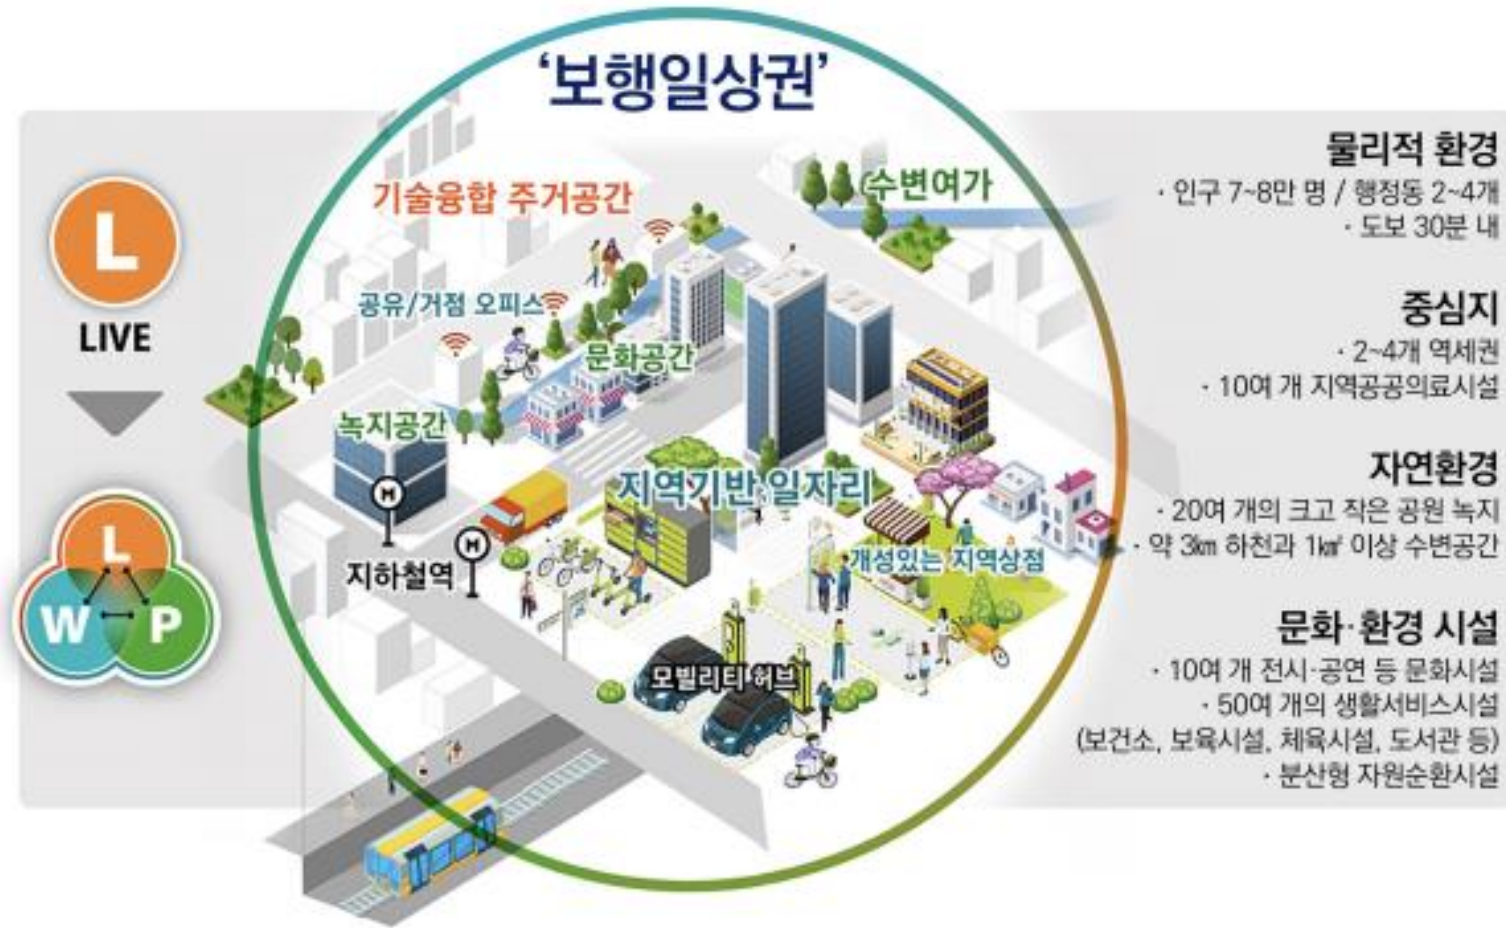 ‘보행일상권’
L
LIVE
L
W
P
기술융합 주거공간
수변여가
공유/거점 오피스
문화공간
녹지공간
M
M
지하철역
지역기반 일자리
개성있는 지역상점
모빌리티 허브
물리적 환경
· 인구 7~8만 명 / 행정동 2~4개
· 도보 30분 내
중심지
· 2~4개 역세권
· 10여 개 지역공공의료시설
자연환경
· 20여 개의 크고 작은 공원 녹지
· 약 3㎞ 하천과 1㎢ 이상 수변공간
문화·환경 시설
· 10여 개 전시·공연 등 문화시설
· 50여 개의 생활서비스시설
(보건소, 보육시설, 체육시설, 도서관 등)
· 분산형 자원순환시설